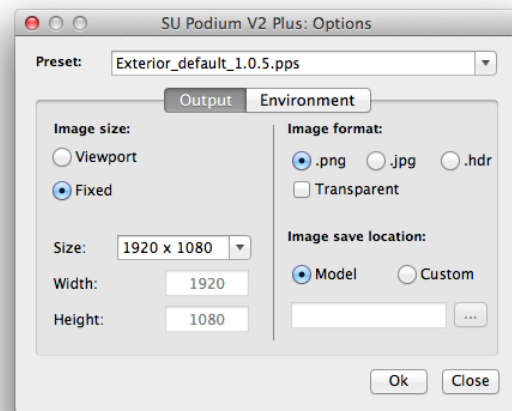 SU Podium V2 Plus: Options
Preset: Exterior_default_1.0.5.pps
Output Environment
Image size:
Viewport
Fixed
Size: 1920 x 1080
Width: 1920
Height: 1080
Image format:
.png .jpg .hdr
Transparent
Image save location:
Model Custom
...
Ok Close